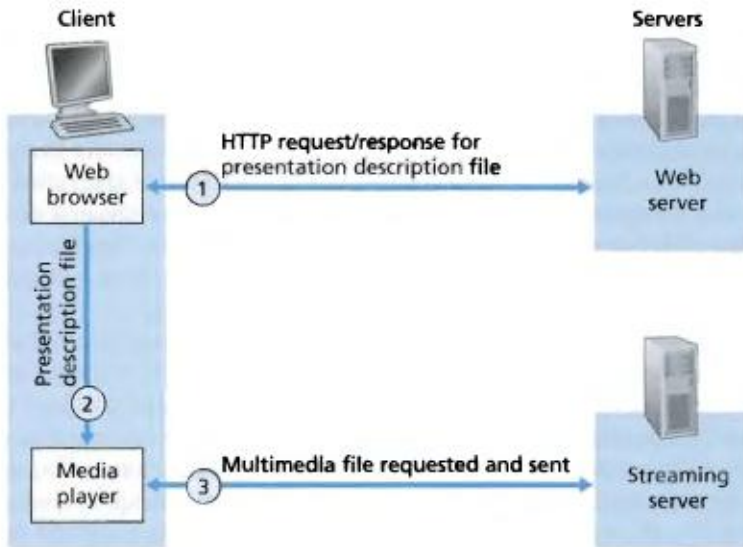 Client
Servers
HTTP request/response for
presentation description file
Web
browser
1
Web
server
Presentation
description file
2
Media
player
3
Multimedia file requested and sent
Streaming
server